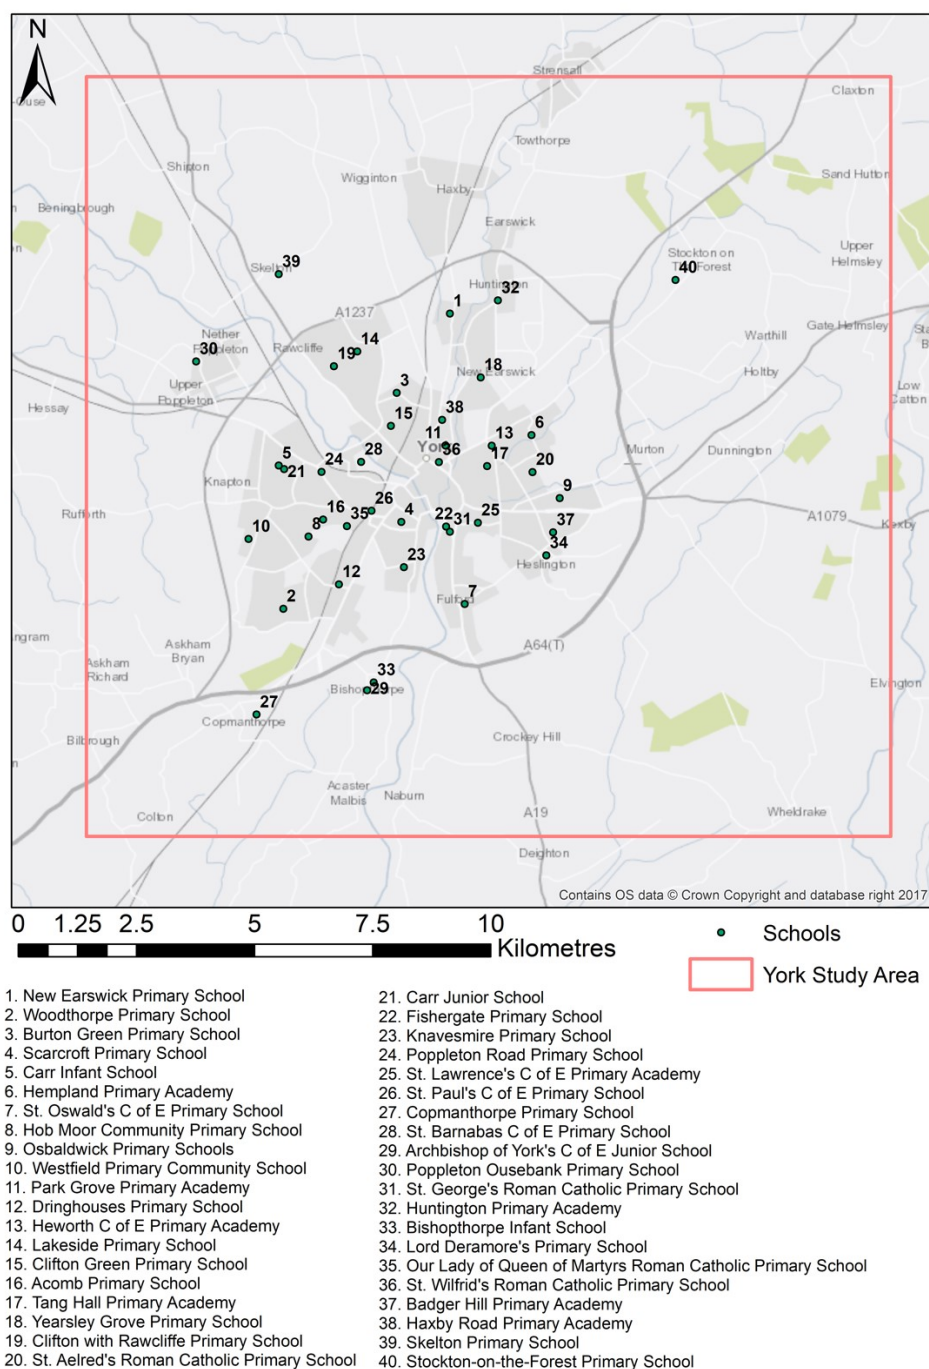 N
Strensall
Claxton
-Ouse
Towthorpe
Shipton
Wigginton
Sand Hutton
Haxby
Beningbrough
Earswick
en
Stockton on
The Forest
Upper
Helmsley
39
Skelton
40
Huntington
32
1
A1237
Gate Helmsley
Nether
Poppleton
30
Rawcliffe
14
Warthill
19
18
New Earswick
Holtby
Upper
Poppleton
3
Low
Catton
Hessay
38
15
6
11
13
York
Murton
Dunnington
5
21
24
28
36
17
20
Knapton
9
Rufforth
16
26
4
25
A1079
Kexby
10
8
35
22
31
37
34
23
Heslington
12
2
Fulford
7
ngram
Askham
Bryan
A64(T)
Askham
Richard
33
Bishopthorpe
29
Elvington
27
Copmanthorpe
Bilbrough
Crockey Hill
n
Acaster
Malbis
Naburn
Colton
A19
Wheldrake
Deighton
Contains OS data © Crown Copyright and database right 2017
0 1.25 2.5 5 7.5 10
Kilometres
Schools
York Study Area
1. New Earswick Primary School
2. Woodthorpe Primary School
3. Burton Green Primary School
4. Scarcroft Primary School
5. Carr Infant School
6. Hempland Primary Academy
7. St. Oswald's C of E Primary School
8. Hob Moor Community Primary School
9. Osbaldwick Primary Schools
10. Westfield Primary Community School
11. Park Grove Primary Academy
12. Dringhouses Primary School
13. Heworth C of E Primary Academy
14. Lakeside Primary School
15. Clifton Green Primary School
16. Acomb Primary School
17. Tang Hall Primary Academy
18. Yearsley Grove Primary School
19. Clifton with Rawcliffe Primary School
20. St. Aelred's Roman Catholic Primary School
21. Carr Junior School
22. Fishergate Primary School
23. Knavesmire Primary School
24. Poppleton Road Primary School
25. St. Lawrence's C of E Primary Academy
26. St. Paul's C of E Primary School
27. Copmanthorpe Primary School
28. St. Barnabas C of E Primary School
29. Archbishop of York's C of E Junior School
30. Poppleton Ousebank Primary School
31. St. George's Roman Catholic Primary School
32. Huntington Primary Academy
33. Bishopthorpe Infant School
34. Lord Deramore's Primary School
35. Our Lady of Queen of Martyrs Roman Catholic Primary School
36. St. Wilfrid's Roman Catholic Primary School
37. Badger Hill Primary Academy
38. Haxby Road Primary Academy
39. Skelton Primary School
40. Stockton-on-the-Forest Primary School